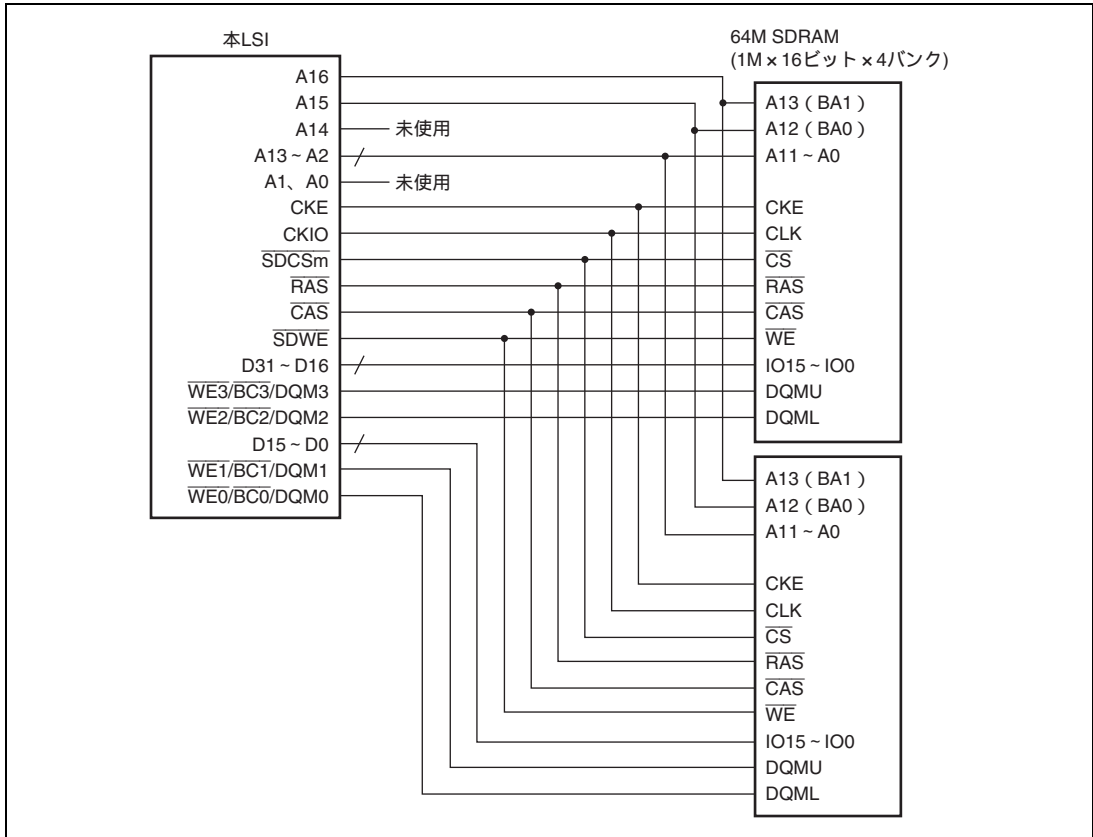 本LSI
A16
A15
A14
未使用
A13 ~ A2
A1、A0
未使用
CKE
CKIO
SDCSm
RAS
CAS
SDWE
D31 ~ D16
WE3/BC3/DQM3
WE2/BC2/DQM2
D15 ~ D0
WE1/BC1/DQM1
WE0/BC0/DQM0
64M SDRAM
(1M × 16ビット × 4バンク)
A13 ( BA1 )
A12 ( BA0 )
A11 ~ A0
CKE
CLK
CS
RAS
CAS
WE
IO15 ~ IO0
DQMU
DQML
A13 ( BA1 )
A12 ( BA0 )
A11 ~ A0
CKE
CLK
CS
RAS
CAS
WE
IO15 ~ IO0
DQMU
DQML